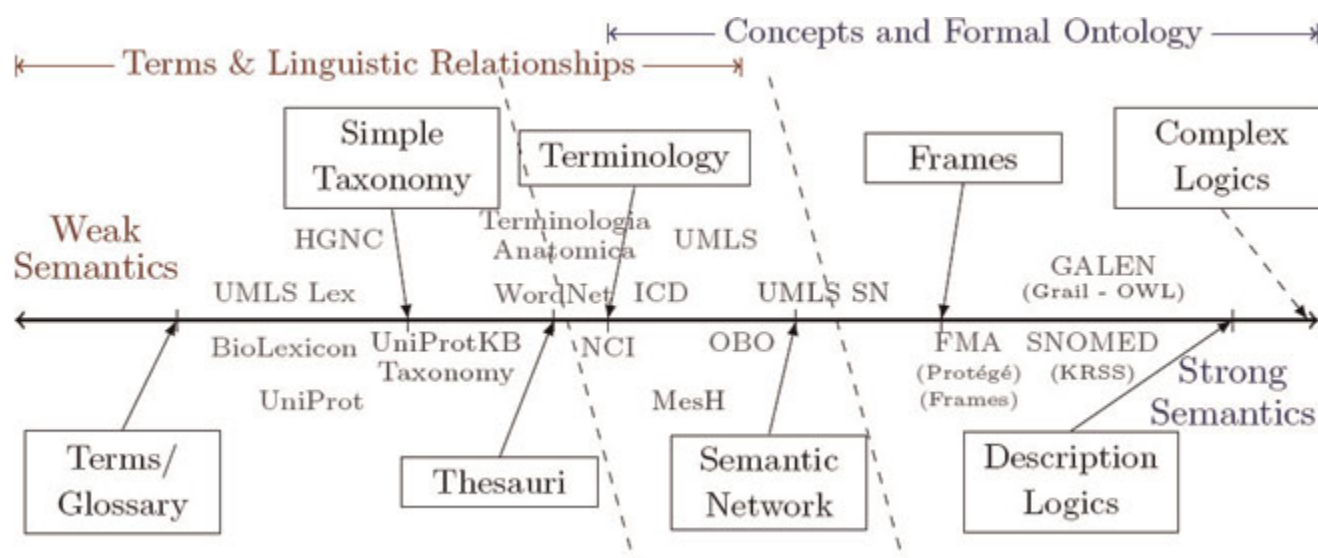 Concepts and Formal Ontology
Terms & Linguistic Relationships
Simple
Taxonomy
Terminology
Frames
Complex
Logics
Weak
Semantics
HGNC
Terminologia
Anatomica
UMLS
UMLS Lex
WordNet
ICD
UMLS SN
GALEN
(Grail - OWL)
BioLexicon
UniProtKB
Taxonomy
NCI
OBO
FMA
(Protégé)
(Frames)
SNOMED
(KRSS)
UniProt
MesH
Strong
Semantics
Terms/
Glossary
Thesauri
Semantic
Network
Description
Logics